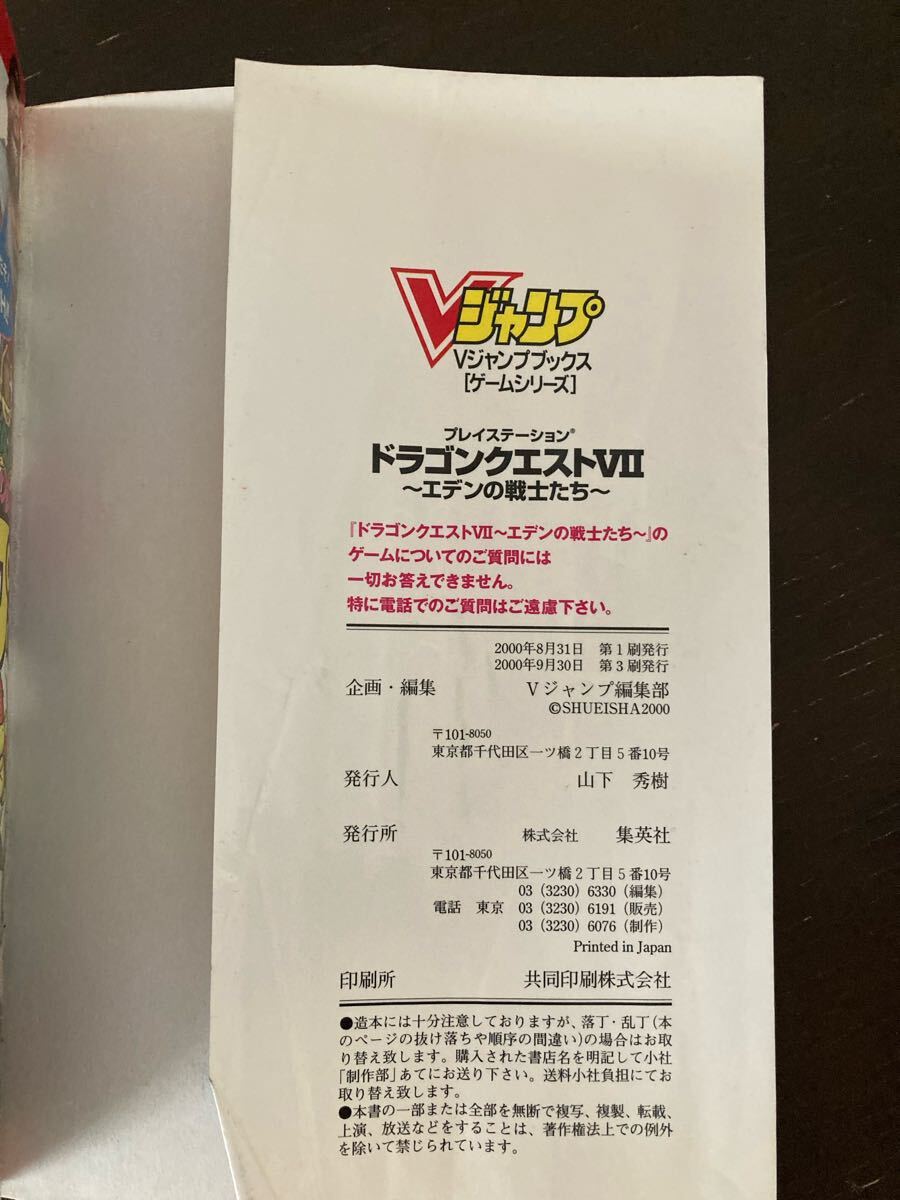 Vジャンプ
Vジャンプブックス
[ゲームシリーズ]
プレイステーション®
ドラゴンクエストVII
～エデンの戦士たち～
『ドラゴンクエストVII～エデンの戦士たち～』の
ゲームについてのご質問には
一切お答えできません。
特に電話でのご質問はご遠慮下さい。
2000年8月31日 第1刷発行
2000年9月30日 第3刷発行
企画・編集 Vジャンプ編集部
©SHUEISHA2000
〒101-8050
東京都千代田区一ツ橋2丁目5番10号
発行人 山下 秀樹
発行所 株式会社 集英社
〒101-8050
東京都千代田区一ツ橋2丁目5番10号
03(3230)6330(編集)
電話 東京 03(3230)6191(販売)
03(3230)6076(制作)
Printed in Japan
印刷所 共同印刷株式会社
●造本には十分注意しておりますが、落丁・乱丁(本
のページの抜け落ちや順序の間違い)の場合はお取
り替え致します。購入された書店名を明記して小社
「制作部」あてにお送り下さい。送料小社負担にてお
取り替え致します。
●本書の一部または全部を無断で複写、複製、転載、
上演、放送などをすることは、著作権法上での例外
を除いて禁じられています。